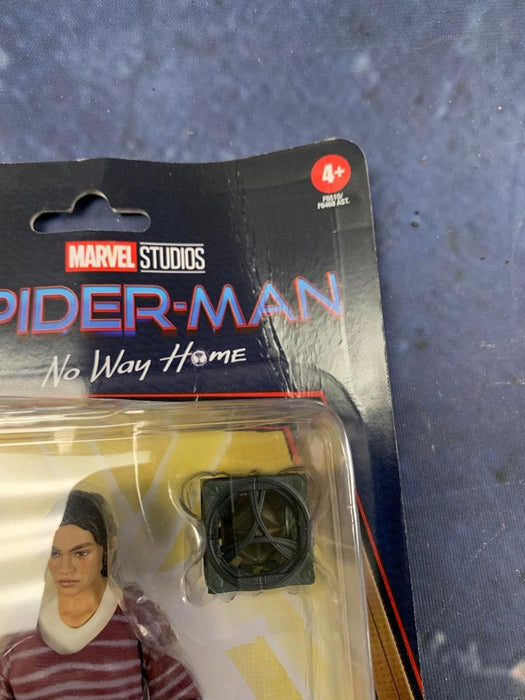 4+
F6510/
F6468 AST.
MARVEL STUDIOS
PIDER-MAN
No Way Home